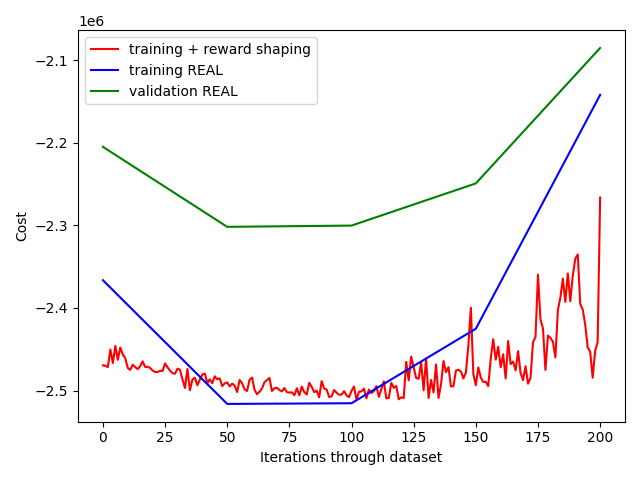 1e6
training + reward shaping
training REAL
validation REAL
−2.1
−2.2
−2.3
−2.4
−2.5
Cost
0 25 50 75 100 125 150 175 200
Iterations through dataset